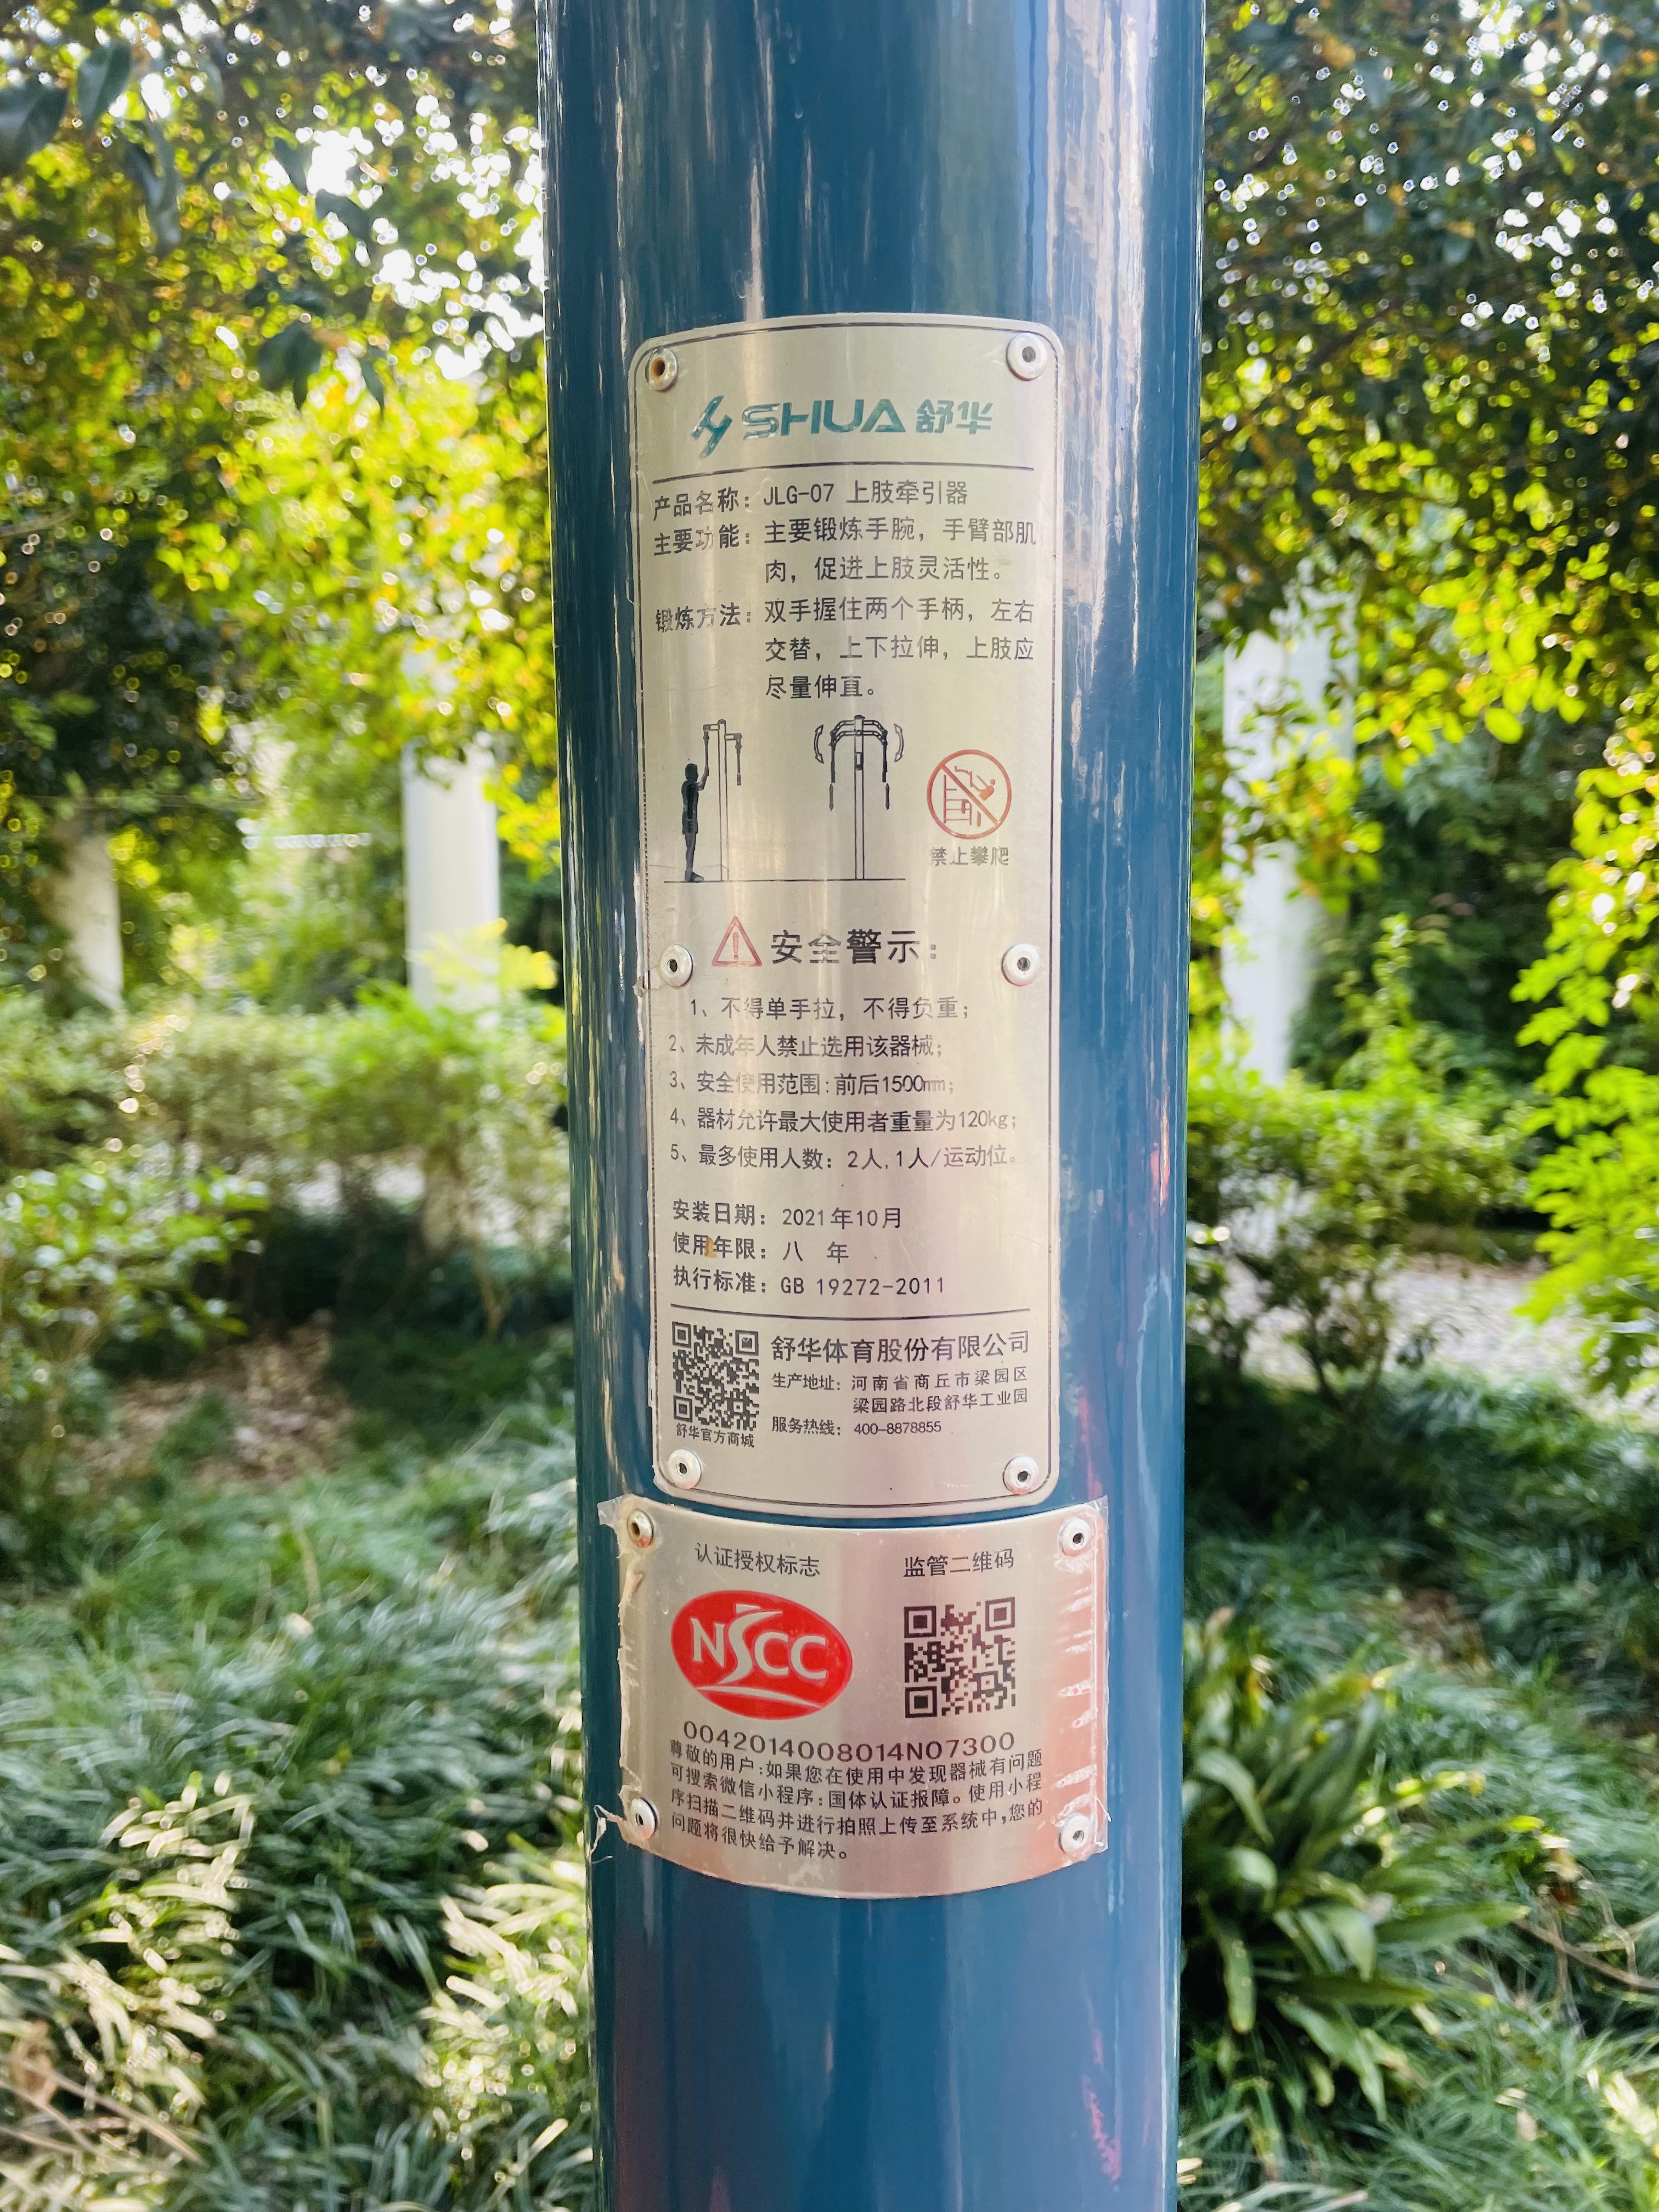 SHUA 舒华
产品名称：JLG-07 上肢牵引器
主要功能：主要锻炼手腕，手臂部肌
肉，促进上肢灵活性。
锻炼方法：双手握住两个手柄，左右
交替，上下拉伸，上肢应
尽量伸直。
禁止攀爬
安全警示：
1、不得单手拉，不得负重；
2、未成年人禁止选用该器械；
3、安全使用范围：前后1500mm；
4、器材允许最大使用者重量为120kg；
5、最多使用人数：2人,1人/运动位。
安装日期：2021年10月
使用年限：八 年
执行标准：GB 19272-2011
舒华体育股份有限公司
生产地址：河南省商丘市梁园区
梁园路北段舒华工业园
服务热线：400-8878855
舒华官方商城
认证授权标志 监管二维码
NSCC
0042014008014N07300
尊敬的用户：如果您在使用中发现器械有问题
可搜索微信小程序：国体认证报障。使用小程
序扫描二维码并进行拍照上传至系统中,您的
问题将很快给予解决。